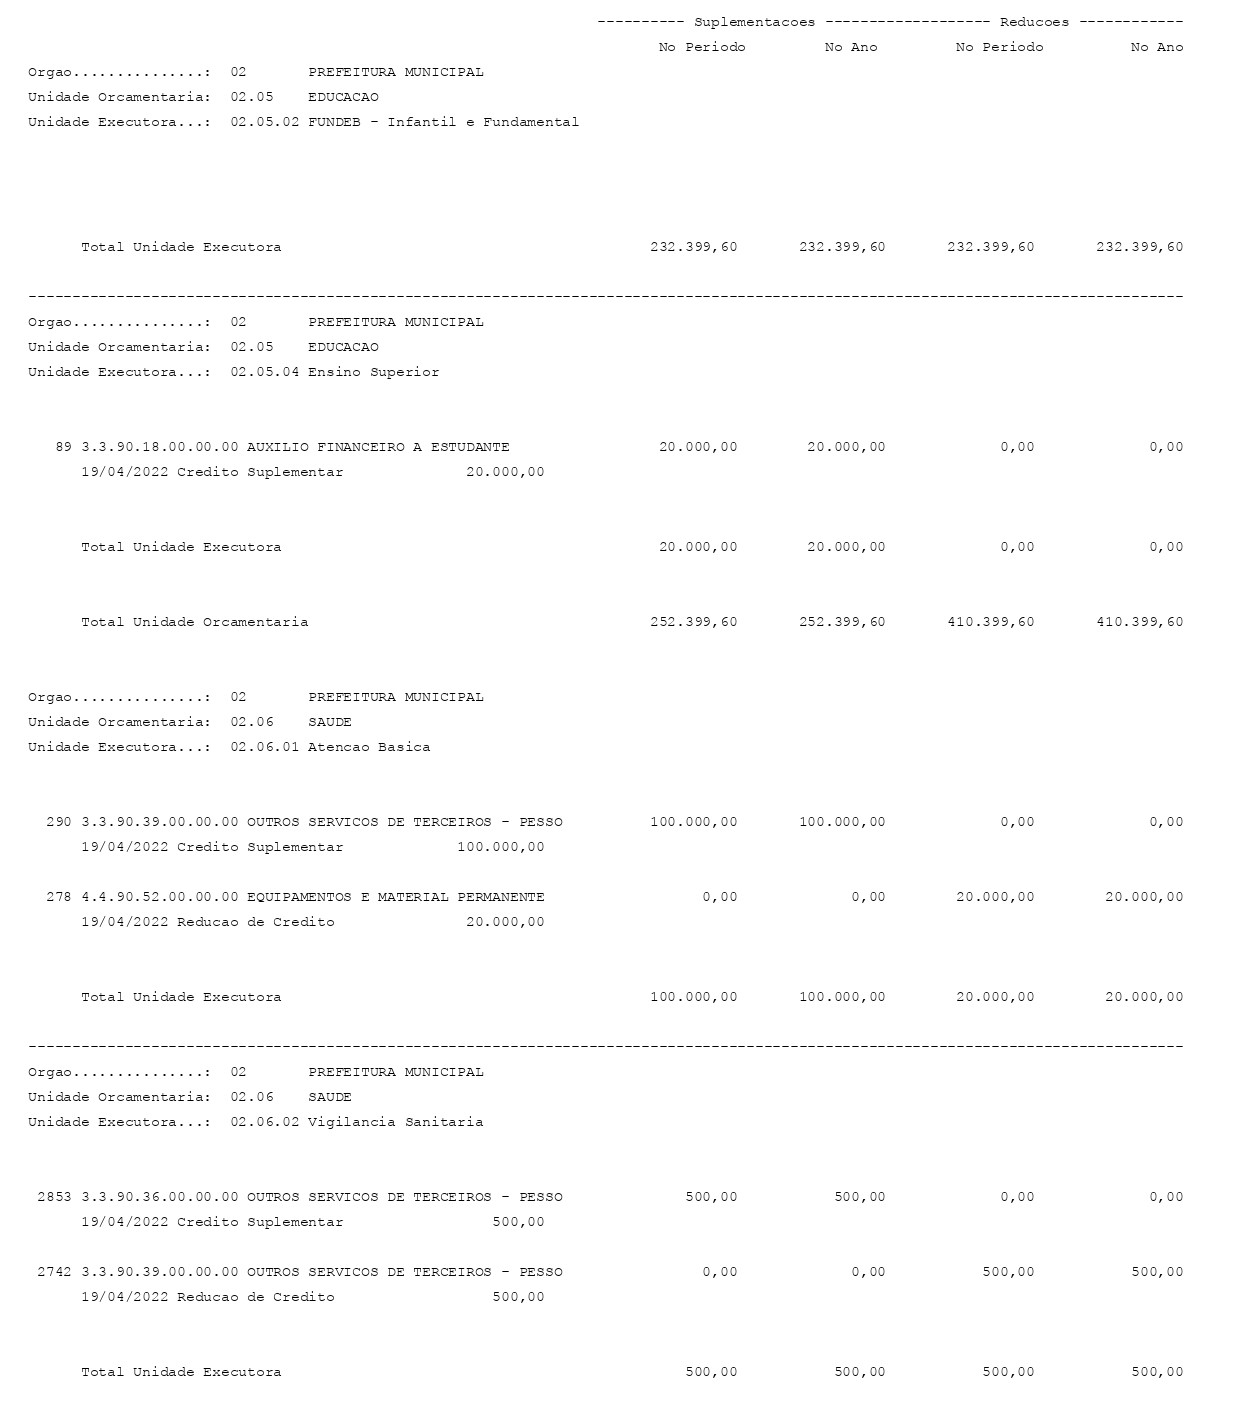 ---------- Suplementacoes ------------------- Reducoes ------------
No Periodo No Ano No Periodo No Ano
Orgao...............: 02 PREFEITURA MUNICIPAL
Unidade Orcamentaria: 02.05 EDUCACAO
Unidade Executora...: 02.05.02 FUNDEB - Infantil e Fundamental
Total Unidade Executora 232.399,60 232.399,60 232.399,60 232.399,60
------------------------------------------------------------------------------------------------------------------------------------
Orgao...............: 02 PREFEITURA MUNICIPAL
Unidade Orcamentaria: 02.05 EDUCACAO
Unidade Executora...: 02.05.04 Ensino Superior
89 3.3.90.18.00.00.00 AUXILIO FINANCEIRO A ESTUDANTE 20.000,00 20.000,00 0,00 0,00
19/04/2022 Credito Suplementar 20.000,00
Total Unidade Executora 20.000,00 20.000,00 0,00 0,00
Total Unidade Orcamentaria 252.399,60 252.399,60 410.399,60 410.399,60
Orgao...............: 02 PREFEITURA MUNICIPAL
Unidade Orcamentaria: 02.06 SAUDE
Unidade Executora...: 02.06.01 Atencao Basica
290 3.3.90.39.00.00.00 OUTROS SERVICOS DE TERCEIROS - PESSO 100.000,00 100.000,00 0,00 0,00
19/04/2022 Credito Suplementar 100.000,00
278 4.4.90.52.00.00.00 EQUIPAMENTOS E MATERIAL PERMANENTE 0,00 0,00 20.000,00 20.000,00
19/04/2022 Reducao de Credito 20.000,00
Total Unidade Executora 100.000,00 100.000,00 20.000,00 20.000,00
------------------------------------------------------------------------------------------------------------------------------------
Orgao...............: 02 PREFEITURA MUNICIPAL
Unidade Orcamentaria: 02.06 SAUDE
Unidade Executora...: 02.06.02 Vigilancia Sanitaria
2853 3.3.90.36.00.00.00 OUTROS SERVICOS DE TERCEIROS - PESSO 500,00 500,00 0,00 0,00
19/04/2022 Credito Suplementar 500,00
2742 3.3.90.39.00.00.00 OUTROS SERVICOS DE TERCEIROS - PESSO 0,00 0,00 500,00 500,00
19/04/2022 Reducao de Credito 500,00
Total Unidade Executora 500,00 500,00 500,00 500,00